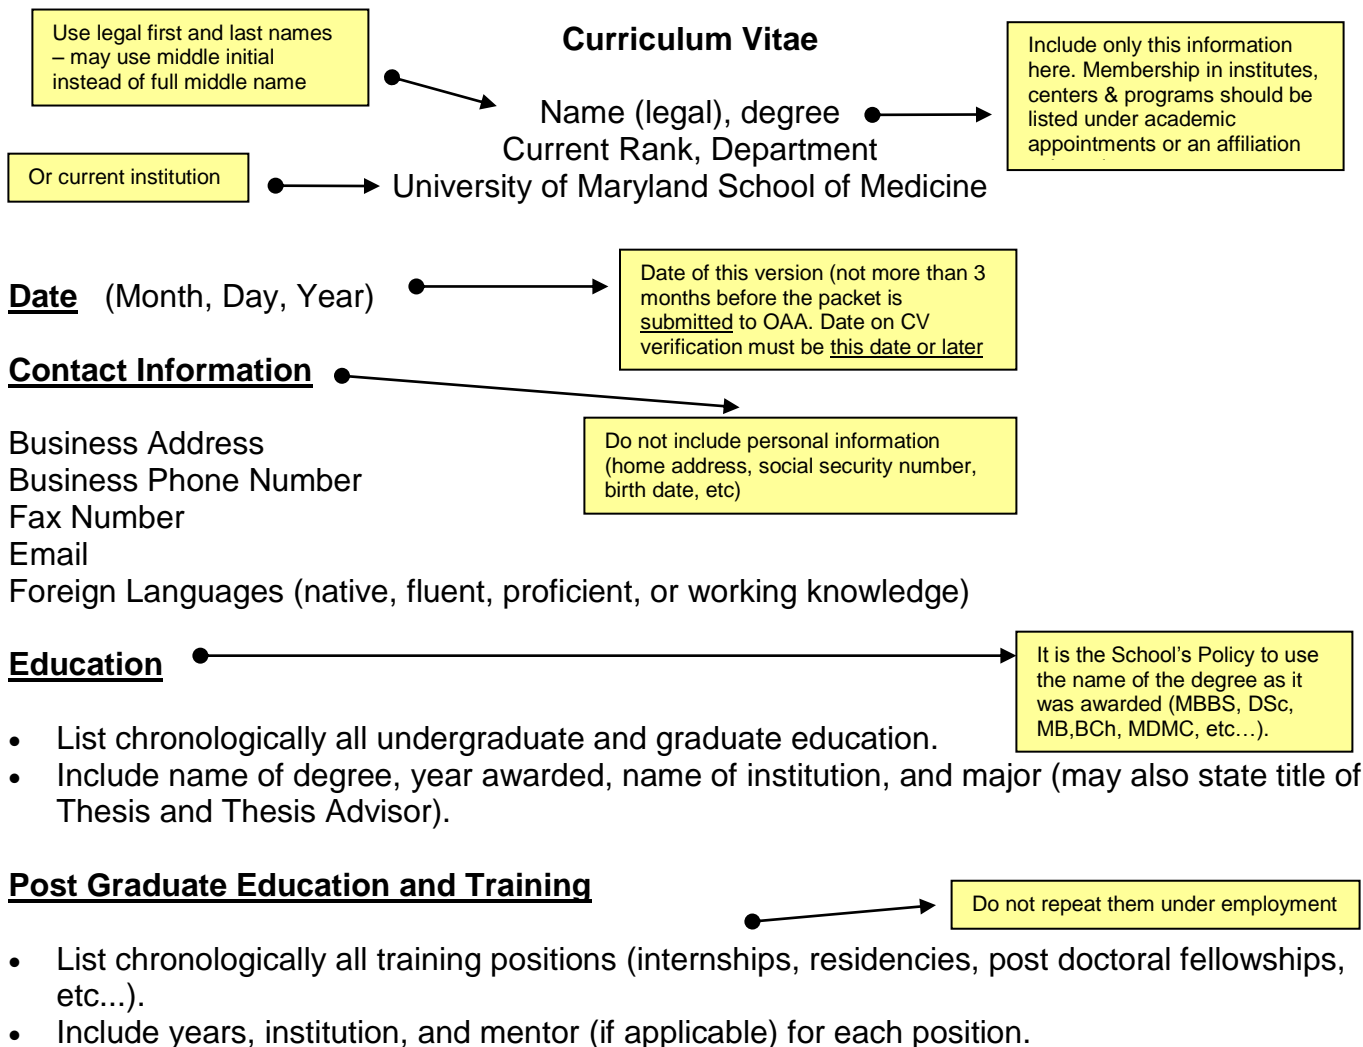 Use legal first and last names
– may use middle initial
instead of full middle name
Curriculum Vitae
Include only this information
here. Membership in institutes,
centers & programs should be
listed under academic
appointments or an affiliation
Name (legal), degree
Current Rank, Department
Or current institution
University of Maryland School of Medicine
Date (Month, Day, Year)
Date of this version (not more than 3
months before the packet is
submitted to OAA. Date on CV
verification must be this date or later
Contact Information
Do not include personal information
(home address, social security number,
birth date, etc)
Business Address
Business Phone Number
Fax Number
Email
Foreign Languages (native, fluent, proficient, or working knowledge)
Education
It is the School’s Policy to use
the name of the degree as it
was awarded (MBBS, DSc,
MB,BCh, MDMC, etc…).
• List chronologically all undergraduate and graduate education.
• Include name of degree, year awarded, name of institution, and major (may also state title of
Thesis and Thesis Advisor).
Post Graduate Education and Training
Do not repeat them under employment
• List chronologically all training positions (internships, residencies, post doctoral fellowships,
etc...).
• Include years, institution, and mentor (if applicable) for each position.